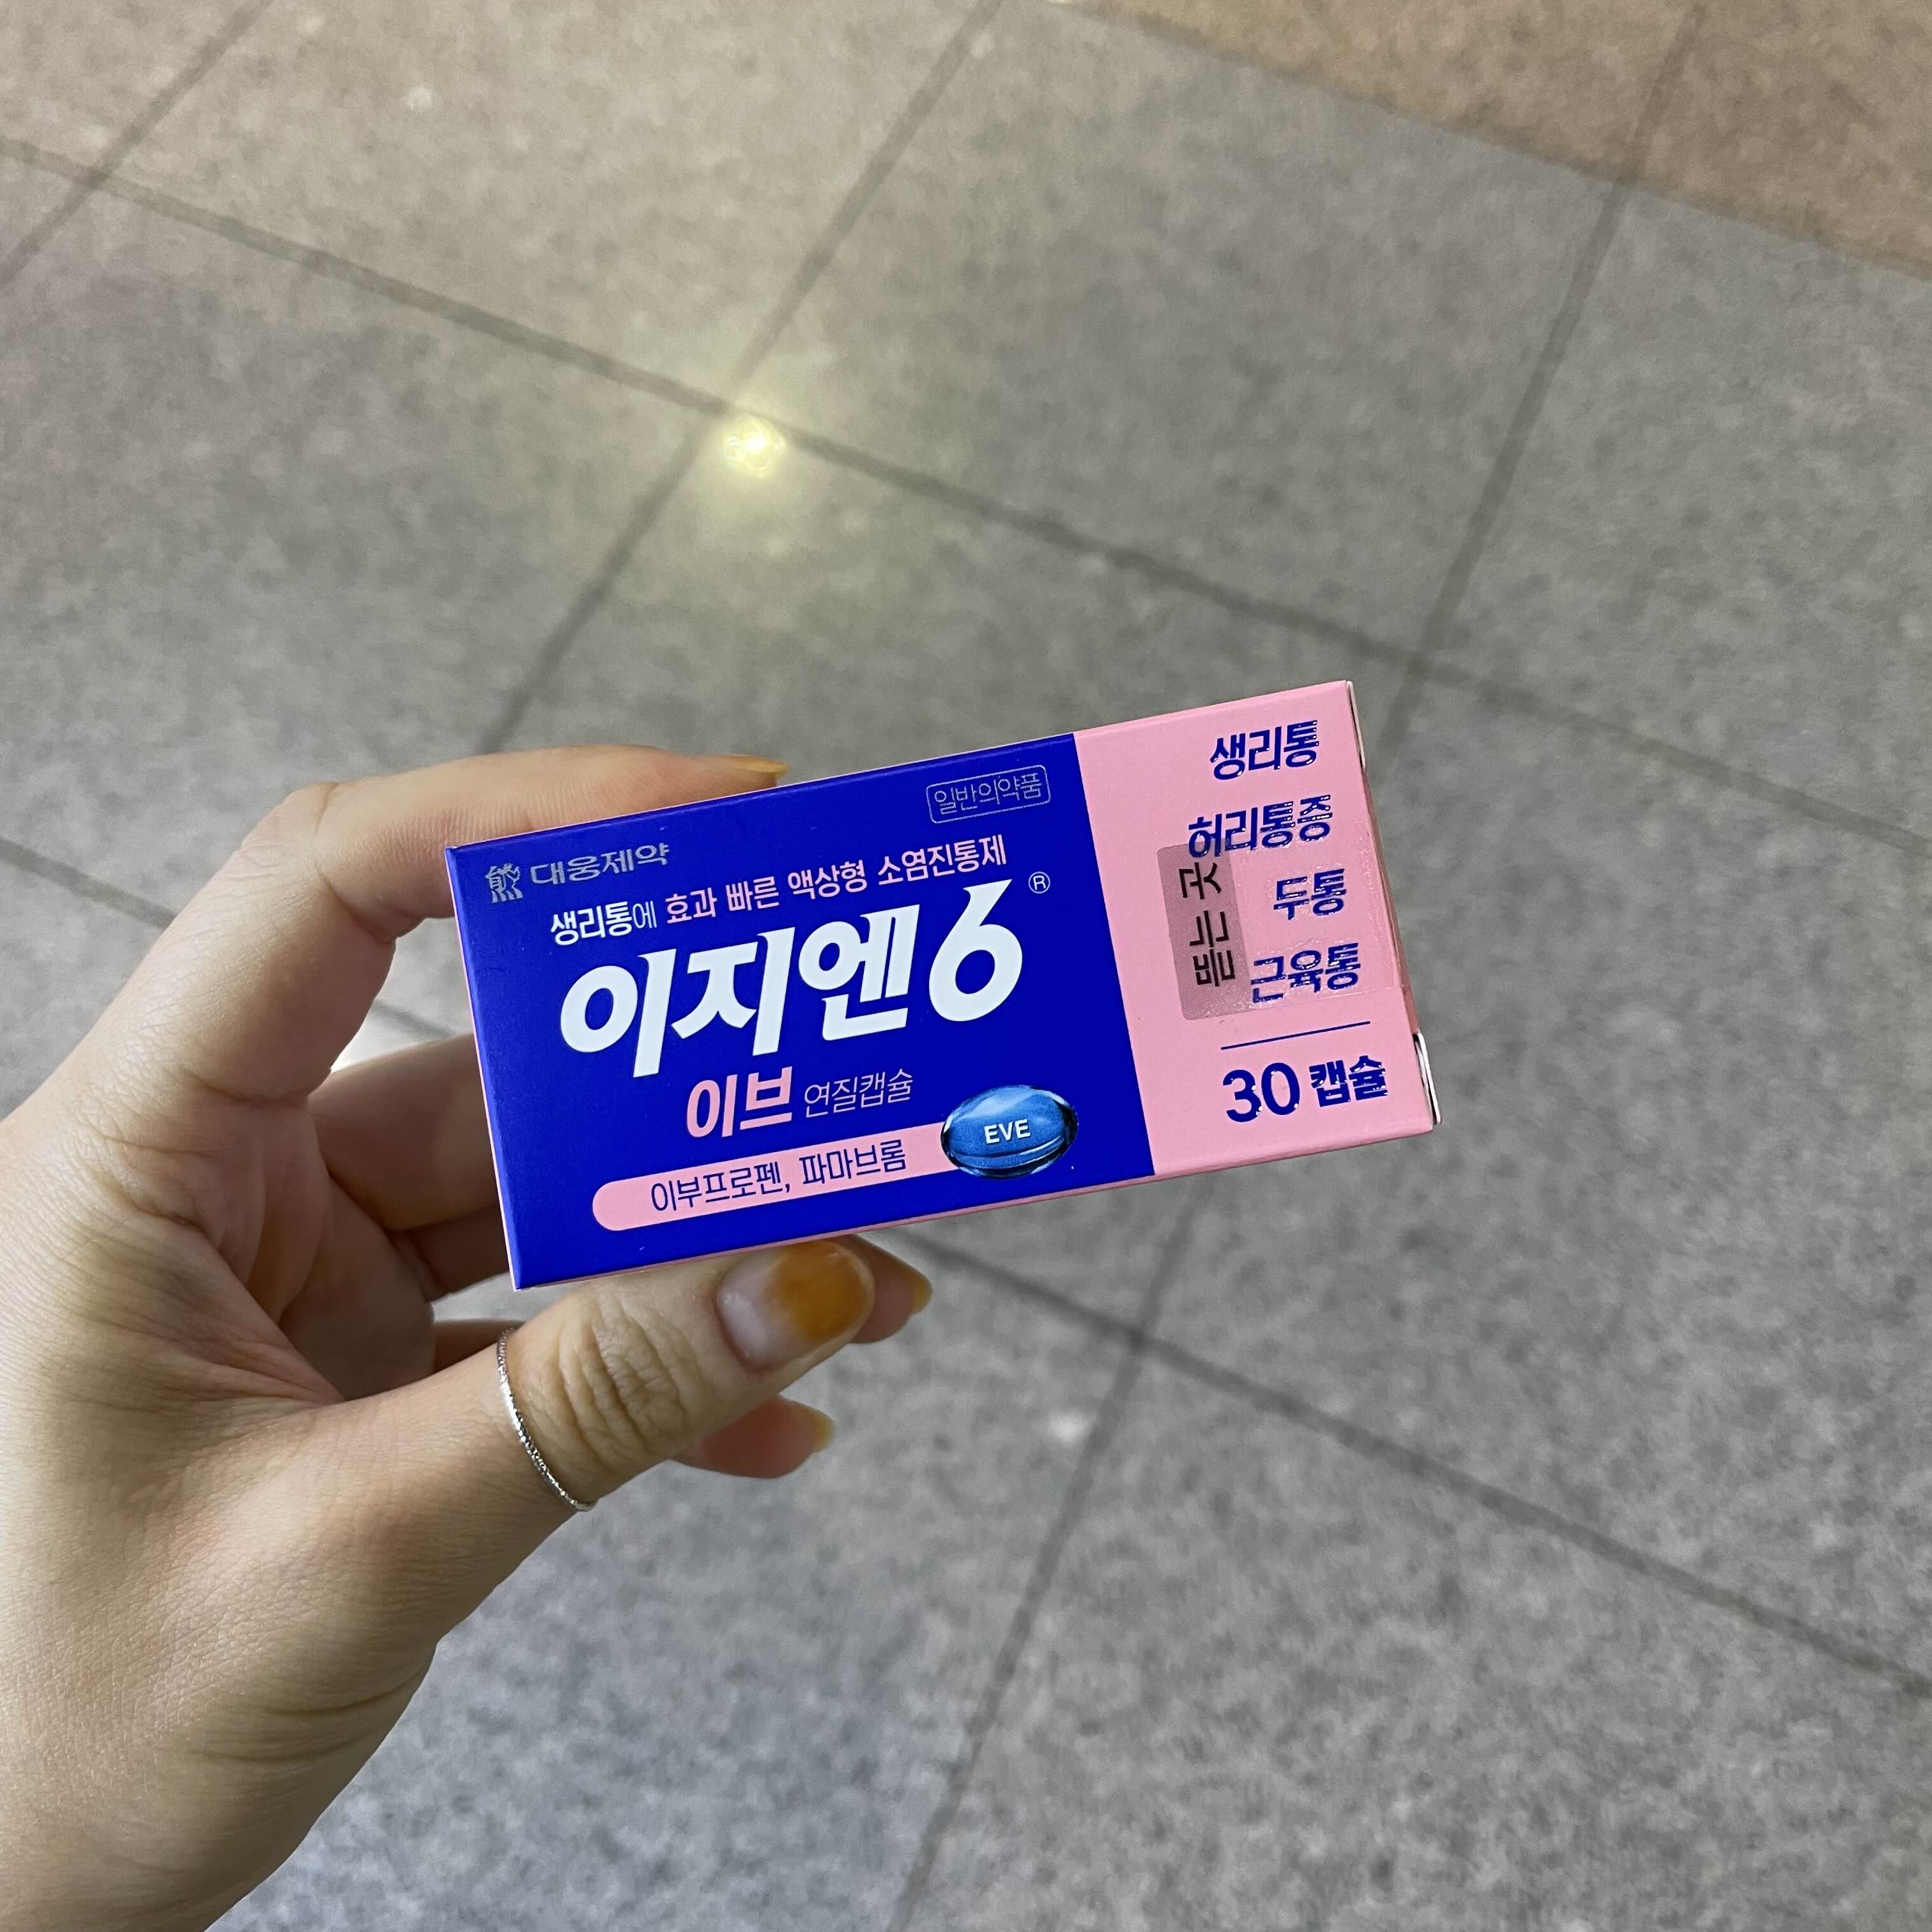 대웅제약
일반의약품
생리통에 효과 빠른 액상형 소염진통제
이지엔6®
이브 연질캡슐
이부프로펜, 파마브롬
EVE
생리통
허리통증
두통
근육통
뜯는 곳
30 캡슐